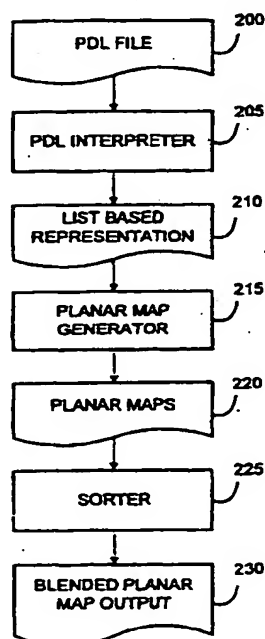 200
PDL FILE
205
PDL INTERPRETER
210
LIST BASED
REPRESENTATION
215
PLANAR MAP
GENERATOR
220
PLANAR MAPS
225
SORTER
230
BLENDED PLANAR
MAP OUTPUT